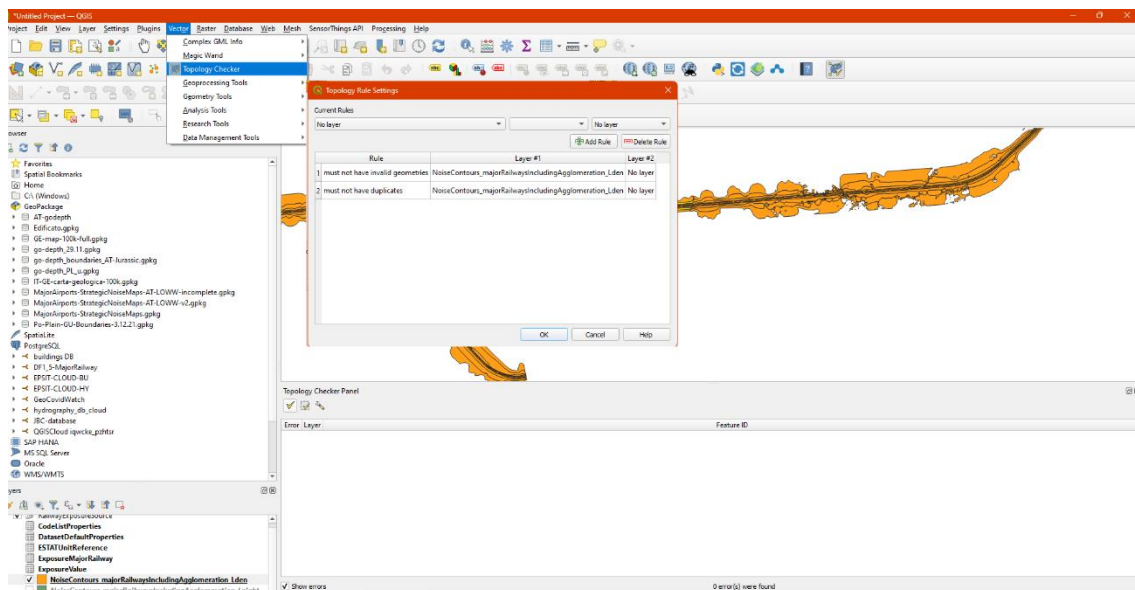 *Untitled Project — QGIS
Project Edit View Layer Settings Plugins Vector Raster Database Web Mesh SensorThings API Processing Help
Complex GML Info
Magic Wand
Topology Checker
Geoprocessing Tools
Geometry Tools
Analysis Tools
Research Tools
Data Management Tools
Topology Rule Settings
Current Rules
No layer
No layer
Add Rule
Delete Rule
Rule Layer #1 Layer #2
1 must not have invalid geometries NoiseContours_majorRailwaysIncludingAgglomeration_Lden No layer
2 must not have duplicates NoiseContours_majorRailwaysIncludingAgglomeration_Lden No layer
OK Cancel Help
owser
Favorites
Spatial Bookmarks
Home
C:\ (Windows)
GeoPackage
AT-godepth
Edificato.gpkg
GE-map-100k-full.gpkg
go-depth_29.11.gpkg
go-depth_boundaries_AT-Jurassic.gpkg
go-depth_PL_u.gpkg
IT-GE-carta-geologica-100k.gpkg
MajorAirports-StrategicNoiseMaps-AT-LOWW-incomplete.gpkg
MajorAirports-StrategicNoiseMaps-AT-LOWW-v2.gpkg
MajorAirports-StrategicNoiseMaps.gpkg
Po-Plain-GU-Boundaries-3.12.21.gpkg
SpatiaLite
PostgreSQL
buildings DB
DF1_5-MajorRailway
EPSIT-CLOUD-BU
EPSIT-CLOUD-HY
GeoCovidWatch
hydrography_db_cloud
JBC-database
QGISCloud iqwcke_pzhtsr
SAP HANA
MS SQL Server
Oracle
WMS/WMTS
yers
RailwayExposureSource
CodeListProperties
DatasetDefaultProperties
ESTATUnitReference
ExposureMajorRailway
ExposureValue
NoiseContours_majorRailwaysIncludingAgglomeration_Lden
Topology Checker Panel
Error Layer Feature ID
Show errors
0 error(s) were found